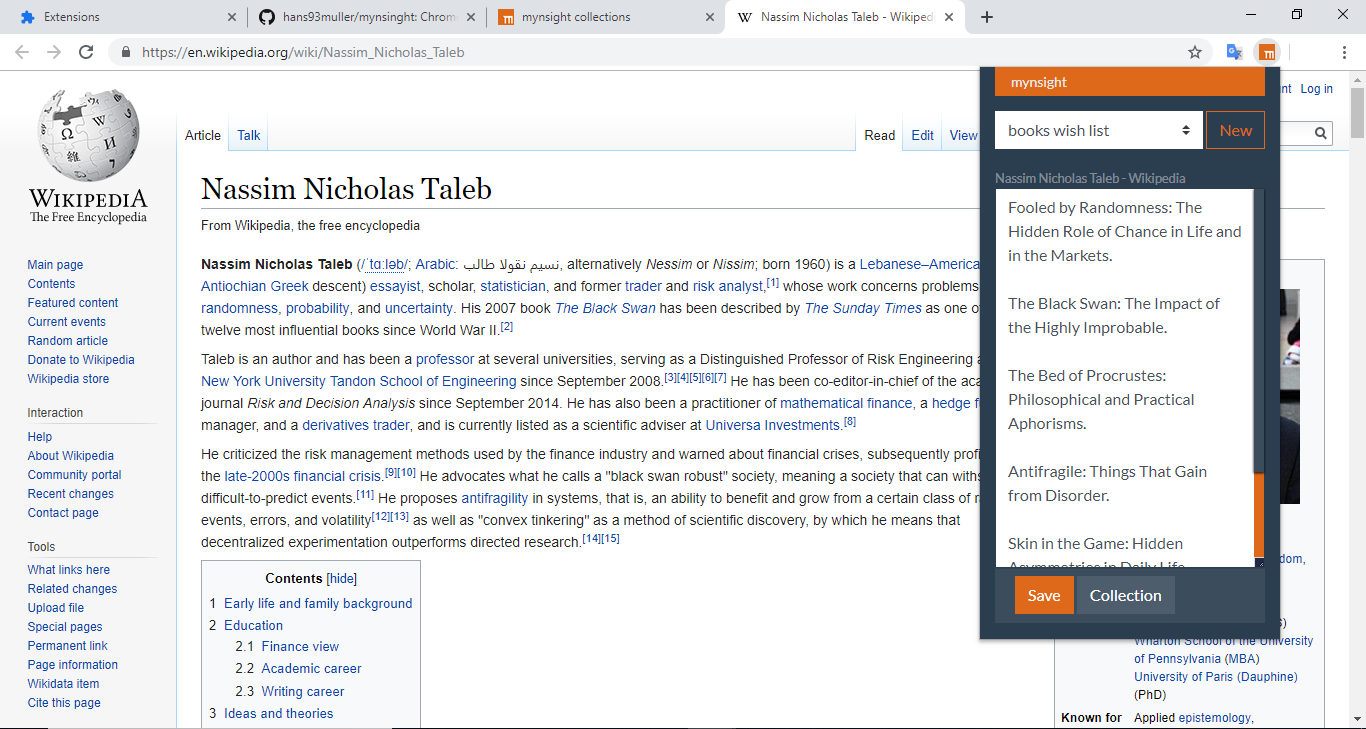 Extensions
hans93muller/mynsinght: Chrom
mynsight collections
W Nassim Nicholas Taleb - Wikiped
https://en.wikipedia.org/wiki/Nassim_Nicholas_Taleb
m
mynsight
nt Log in
books wish list New
Nassim Nicholas Taleb - Wikipedia
Fooled by Randomness: The
Hidden Role of Chance in Life and
in the Markets.
The Black Swan: The Impact of
the Highly Improbable.
The Bed of Procrustes:
Philosophical and Practical
Aphorisms.
Antifragile: Things That Gain
from Disorder.
Skin in the Game: Hidden
Asymmetries in Daily Life
Save Collection
WIKIPEDIA
The Free Encyclopedia
Main page
Contents
Featured content
Current events
Random article
Donate to Wikipedia
Wikipedia store
Interaction
Help
About Wikipedia
Community portal
Recent changes
Contact page
Tools
What links here
Related changes
Upload file
Special pages
Permanent link
Page information
Wikidata item
Cite this page
Article Talk Read Edit View
Nassim Nicholas Taleb
From Wikipedia, the free encyclopedia
Nassim Nicholas Taleb (/ˈtɑːləb/; Arabic: نسيم نقولا طالب, alternatively Nessim or Nissim; born 1960) is a Lebanese–America
Antiochian Greek descent) essayist, scholar, statistician, and former trader and risk analyst,[1] whose work concerns problems
randomness, probability, and uncertainty. His 2007 book The Black Swan has been described by The Sunday Times as one o
twelve most influential books since World War II.[2]
Taleb is an author and has been a professor at several universities, serving as a Distinguished Professor of Risk Engineering a
New York University Tandon School of Engineering since September 2008.[3][4][5][6][7] He has been co-editor-in-chief of the aca
journal Risk and Decision Analysis since September 2014. He has also been a practitioner of mathematical finance, a hedge f
manager, and a derivatives trader, and is currently listed as a scientific adviser at Universa Investments.[8]
He criticized the risk management methods used by the finance industry and warned about financial crises, subsequently profi
the late-2000s financial crisis.[9][10] He advocates what he calls a "black swan robust" society, meaning a society that can withs
difficult-to-predict events.[11] He proposes antifragility in systems, that is, an ability to benefit and grow from a certain class of r
events, errors, and volatility[12][13] as well as "convex tinkering" as a method of scientific discovery, by which he means that
decentralized experimentation outperforms directed research.[14][15]
Contents [hide]
1 Early life and family background
2 Education
2.1 Finance view
2.2 Academic career
2.3 Writing career
3 Ideas and theories
dom,
Wharton School of the University
of Pennsylvania (MBA)
University of Paris (Dauphine)
(PhD)
Known for Applied epistemology,